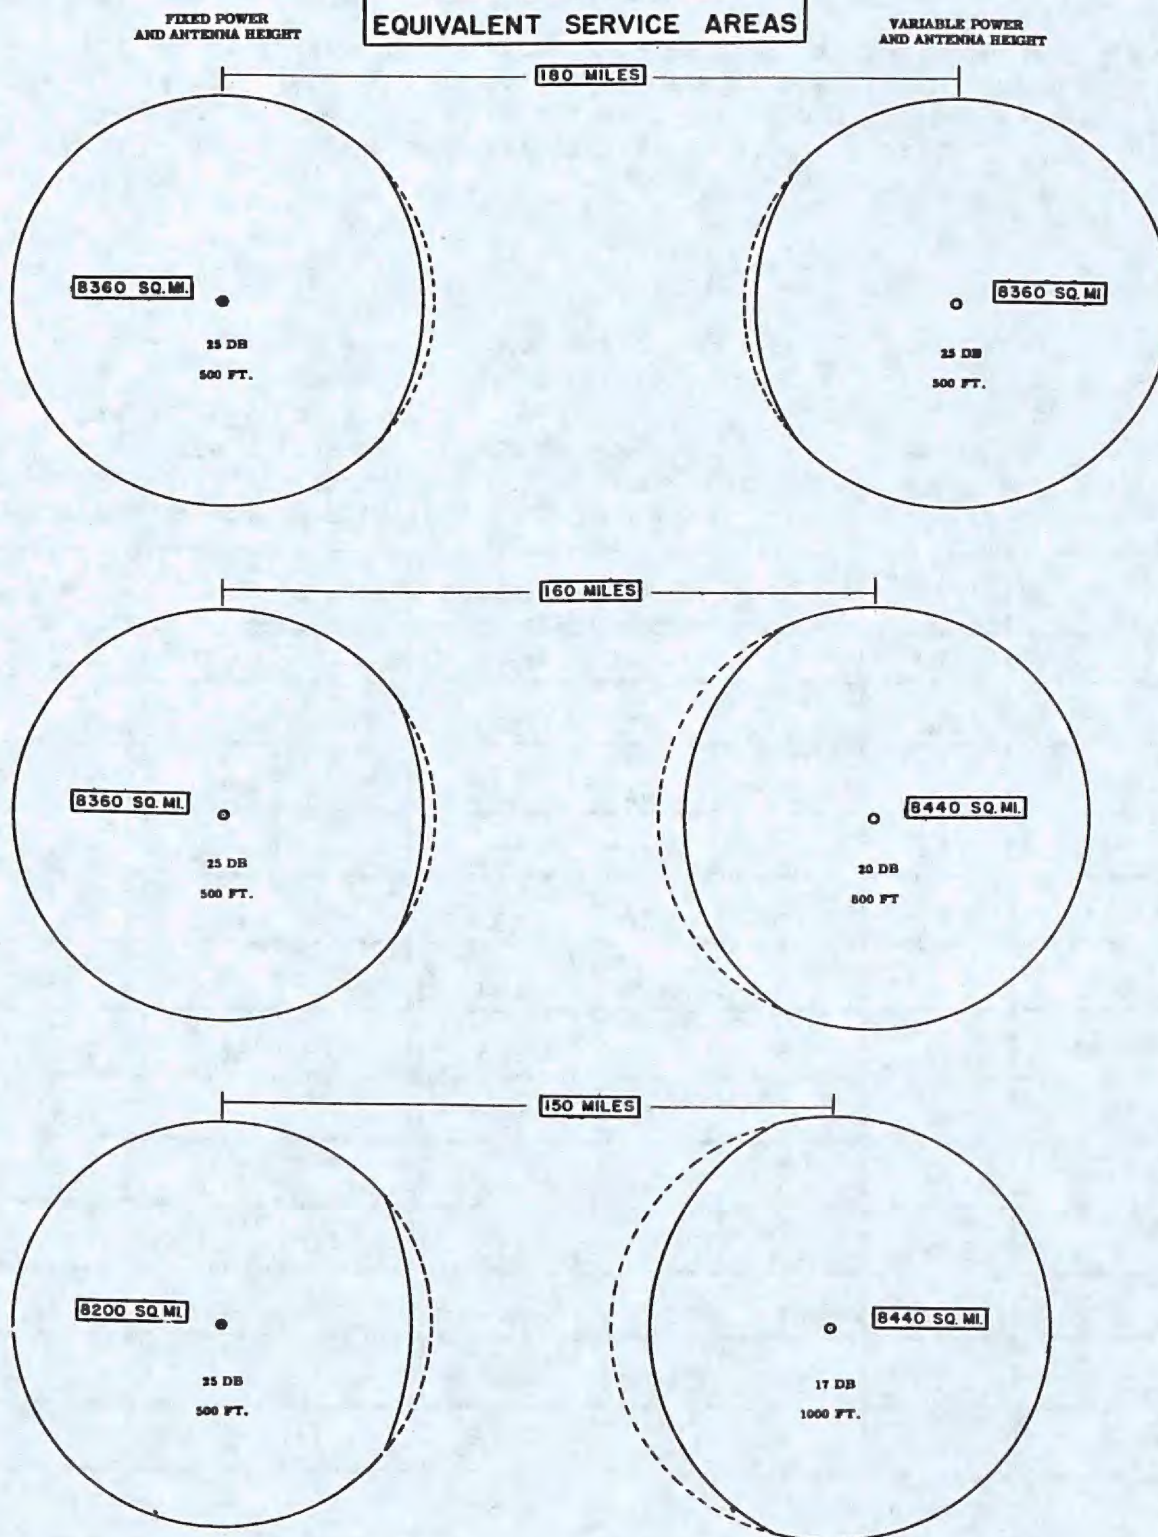 FIXED POWER
AND ANTENNA HEIGHT
EQUIVALENT SERVICE AREAS
VARIABLE POWER
AND ANTENNA HEIGHT
180 MILES
8360 SQ. MI.
25 DB
500 FT.
8360 SQ. MI
25 DB
500 FT.
160 MILES
8360 SQ. MI.
25 DB
500 FT.
8440 SQ. MI.
20 DB
800 FT
150 MILES
8200 SQ. MI.
25 DB
500 FT.
8440 SQ. MI.
17 DB
1000 FT.